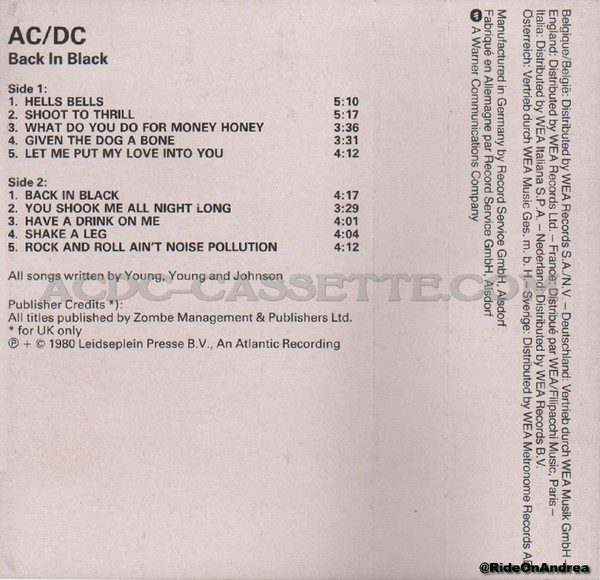 AC/DC
Back In Black
Side 1:
1. HELLS BELLS 5:10
2. SHOOT TO THRILL 5:17
3. WHAT DO YOU DO FOR MONEY HONEY 3:36
4. GIVEN THE DOG A BONE 3:31
5. LET ME PUT MY LOVE INTO YOU 4:12
Side 2:
1. BACK IN BLACK 4:17
2. YOU SHOOK ME ALL NIGHT LONG 3:29
3. HAVE A DRINK ON ME 4:01
4. SHAKE A LEG 4:04
5. ROCK AND ROLL AIN'T NOISE POLLUTION 4:12
All songs written by Young, Young and Johnson
ACDC-CASSETTE.COM
Publisher Credits *):
All titles published by Zombe Management & Publishers Ltd.
* for UK only
℗ + © 1980 Leidseplein Presse B.V., An Atlantic Recording
Belgique/België: Distributed by WEA Records S.A./N.V. – Deutschland: Vertrieb durch WEA Musik GmbH –
England: Distributed by WEA Records Ltd. – France: Distribué par WEA/Filipacchi Music, Paris –
Italia: Distributed by WEA Italiana S.P.A. – Nederland: Distributed by WEA Records B.V.
Österreich: Vertrieb durch WEA Music Ges. m. b. H. – Sverige: Distributed by WEA Metronome Records
Manufactured in Germany by Record Service GmbH, Alsdorf
Fabriqué en Allemagne par Record Service GmbH, Alsdorf
A Warner Communications Company
@RideOnAndrea